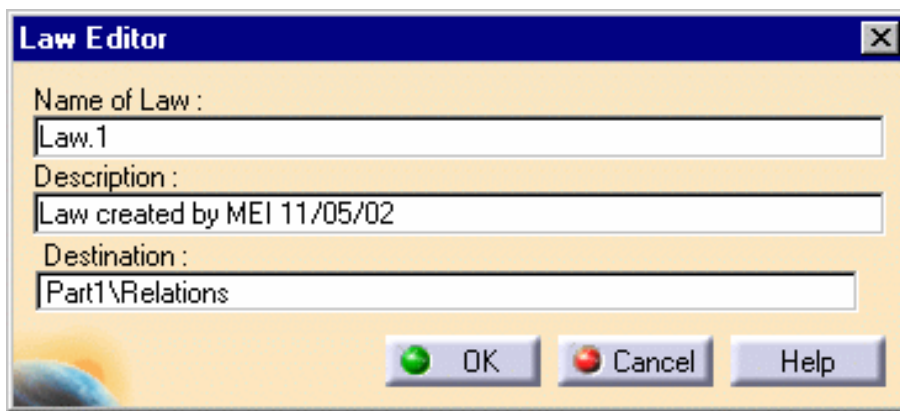 Law Editor
Name of Law :
Law.1
Description :
Law created by MEI 11/05/02
Destination :
Part1\Relations
OK Cancel Help